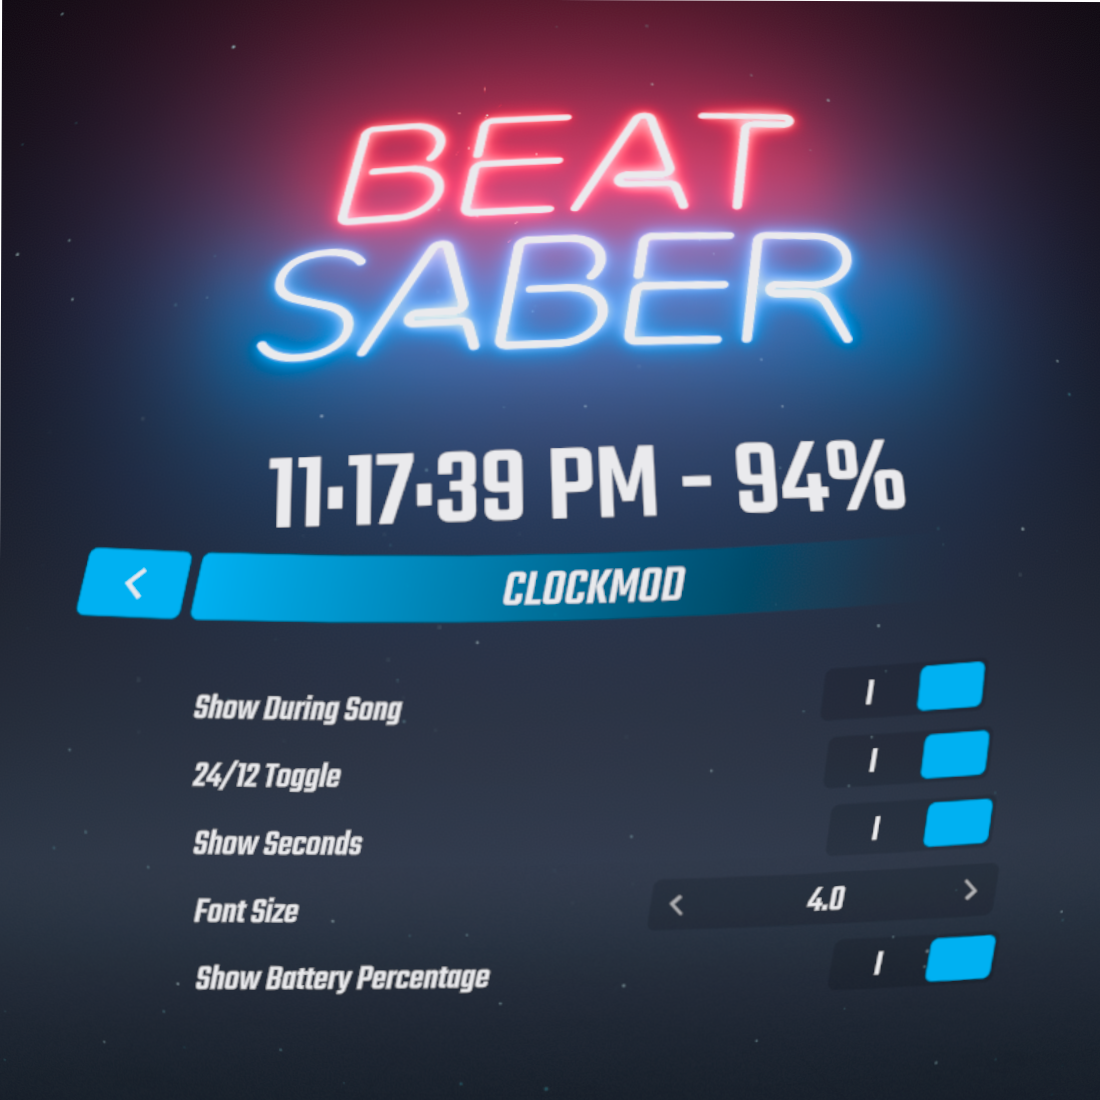 BEAT
SABER
11:17:39 PM - 94%
<
CLOCKMOD
Show During Song
I
24/12 Toggle
I
Show Seconds
I
Font Size
< 4.0 >
Show Battery Percentage
I